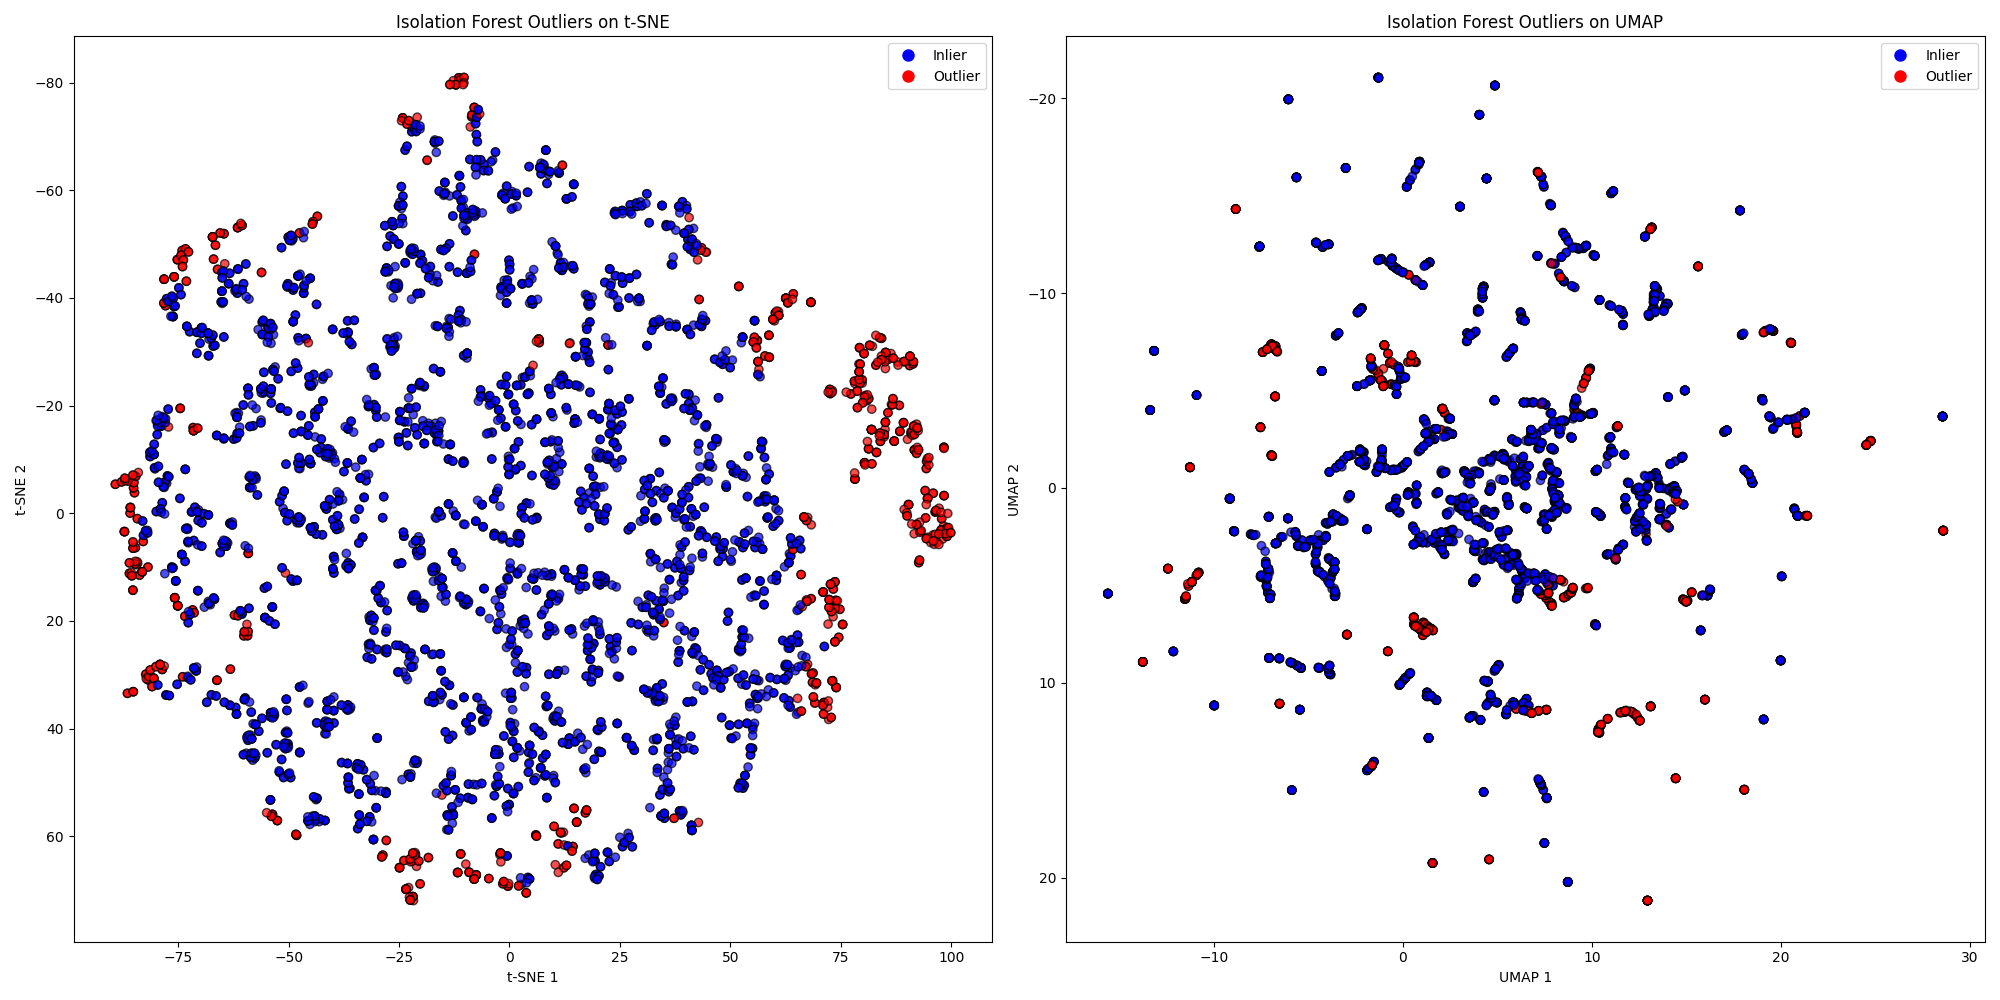 Isolation Forest Outliers on t-SNE
Inlier
Outlier
−80
−60
−40
−20
0
20
40
60
t-SNE 2
−75
−50
−25
0
25
50
75
100
t-SNE 1
Isolation Forest Outliers on UMAP
Inlier
Outlier
−20
−10
0
10
20
UMAP 2
−10
0
10
20
30
UMAP 1